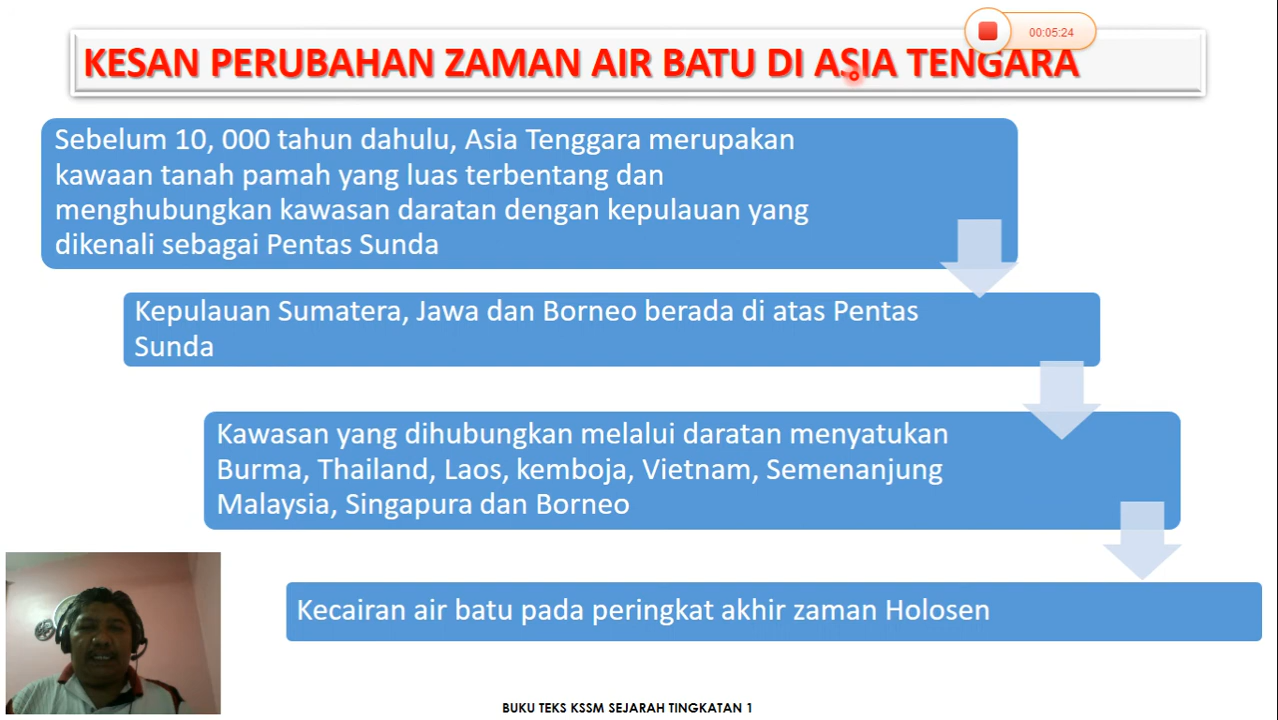 00:05:24
KESAN PERUBAHAN ZAMAN AIR BATU DI ASIA TENGARA
Sebelum 10, 000 tahun dahulu, Asia Tenggara merupakan
kawaan tanah pamah yang luas terbentang dan
menghubungkan kawasan daratan dengan kepulauan yang
dikenali sebagai Pentas Sunda
Kepulauan Sumatera, Jawa dan Borneo berada di atas Pentas
Sunda
Kawasan yang dihubungkan melalui daratan menyatukan
Burma, Thailand, Laos, kemboja, Vietnam, Semenanjung
Malaysia, Singapura dan Borneo
Kecairan air batu pada peringkat akhir zaman Holosen
BUKU TEKS KSSM SEJARAH TINGKATAN 1